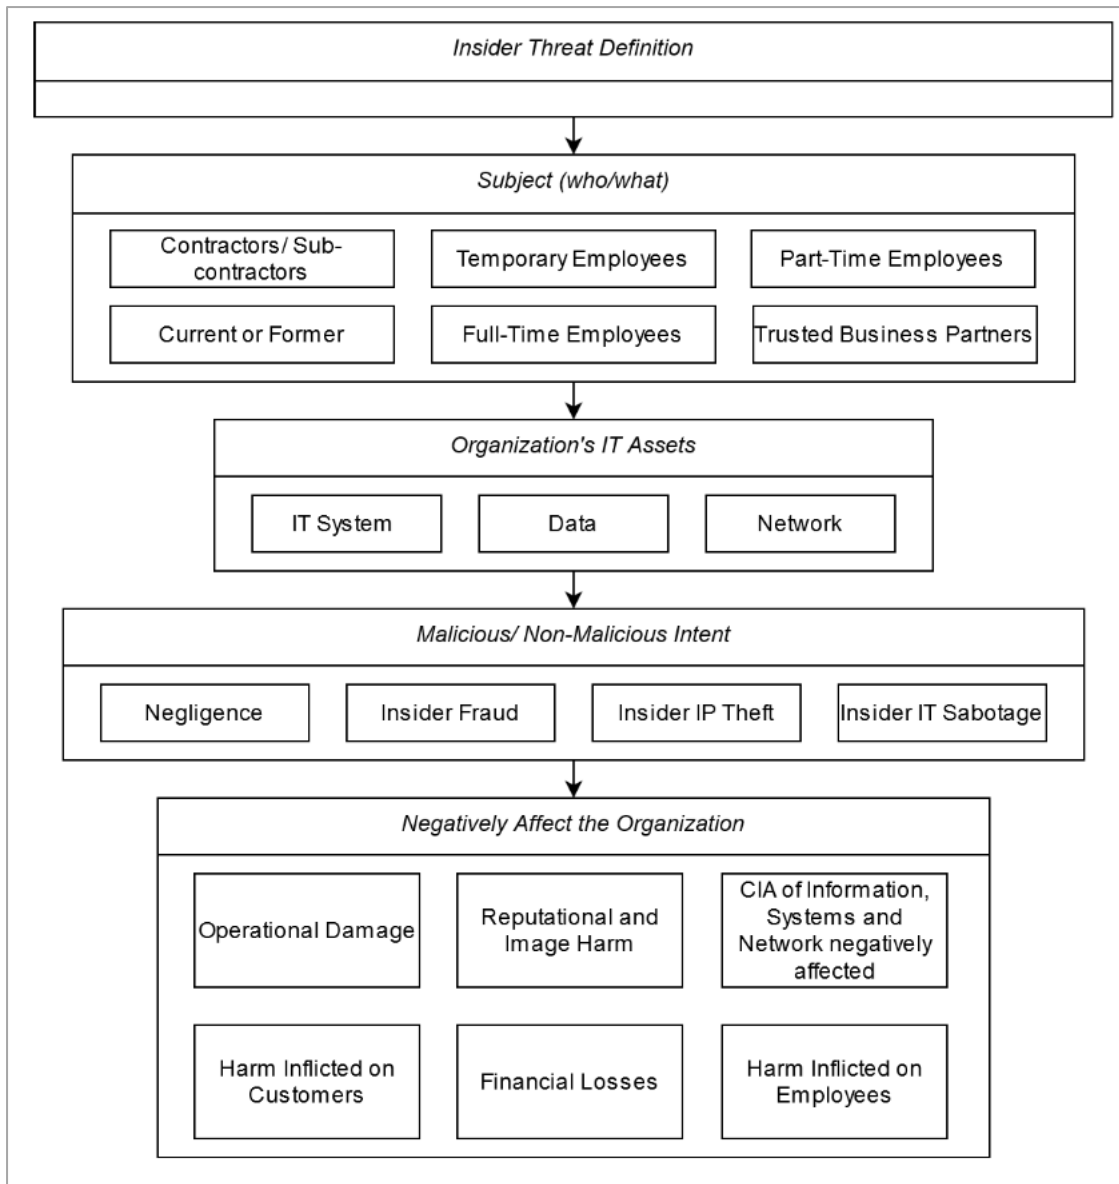 Insider Threat Definition
Subject (who/what)
Contractors/ Sub-
contractors
Temporary Employees
Part-Time Employees
Current or Former
Full-Time Employees
Trusted Business Partners
Organization's IT Assets
IT System
Data
Network
Malicious/ Non-Malicious Intent
Negligence
Insider Fraud
Insider IP Theft
Insider IT Sabotage
Negatively Affect the Organization
Operational Damage
Reputational and
Image Harm
CIA of Information,
Systems and
Network negatively
affected
Harm Inflicted on
Customers
Financial Losses
Harm Inflicted on
Employees